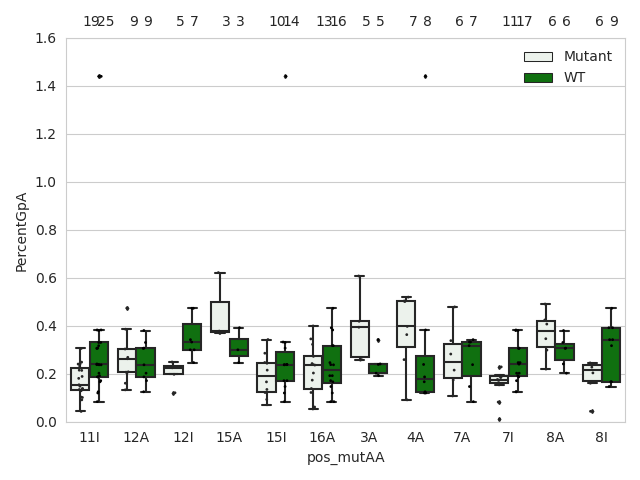 19 25 9 9 5 7 3 3 10 14 13 16 5 5 7 8 6 7 11 17 6 6 6 9
1.6
1.4
1.2
1.0
0.8
0.6
0.4
0.2
0.0
PercentGpA
Mutant
WT
11I 12A 12I 15A 15I 16A 3A 4A 7A 7I 8A 8I
pos_mutAA